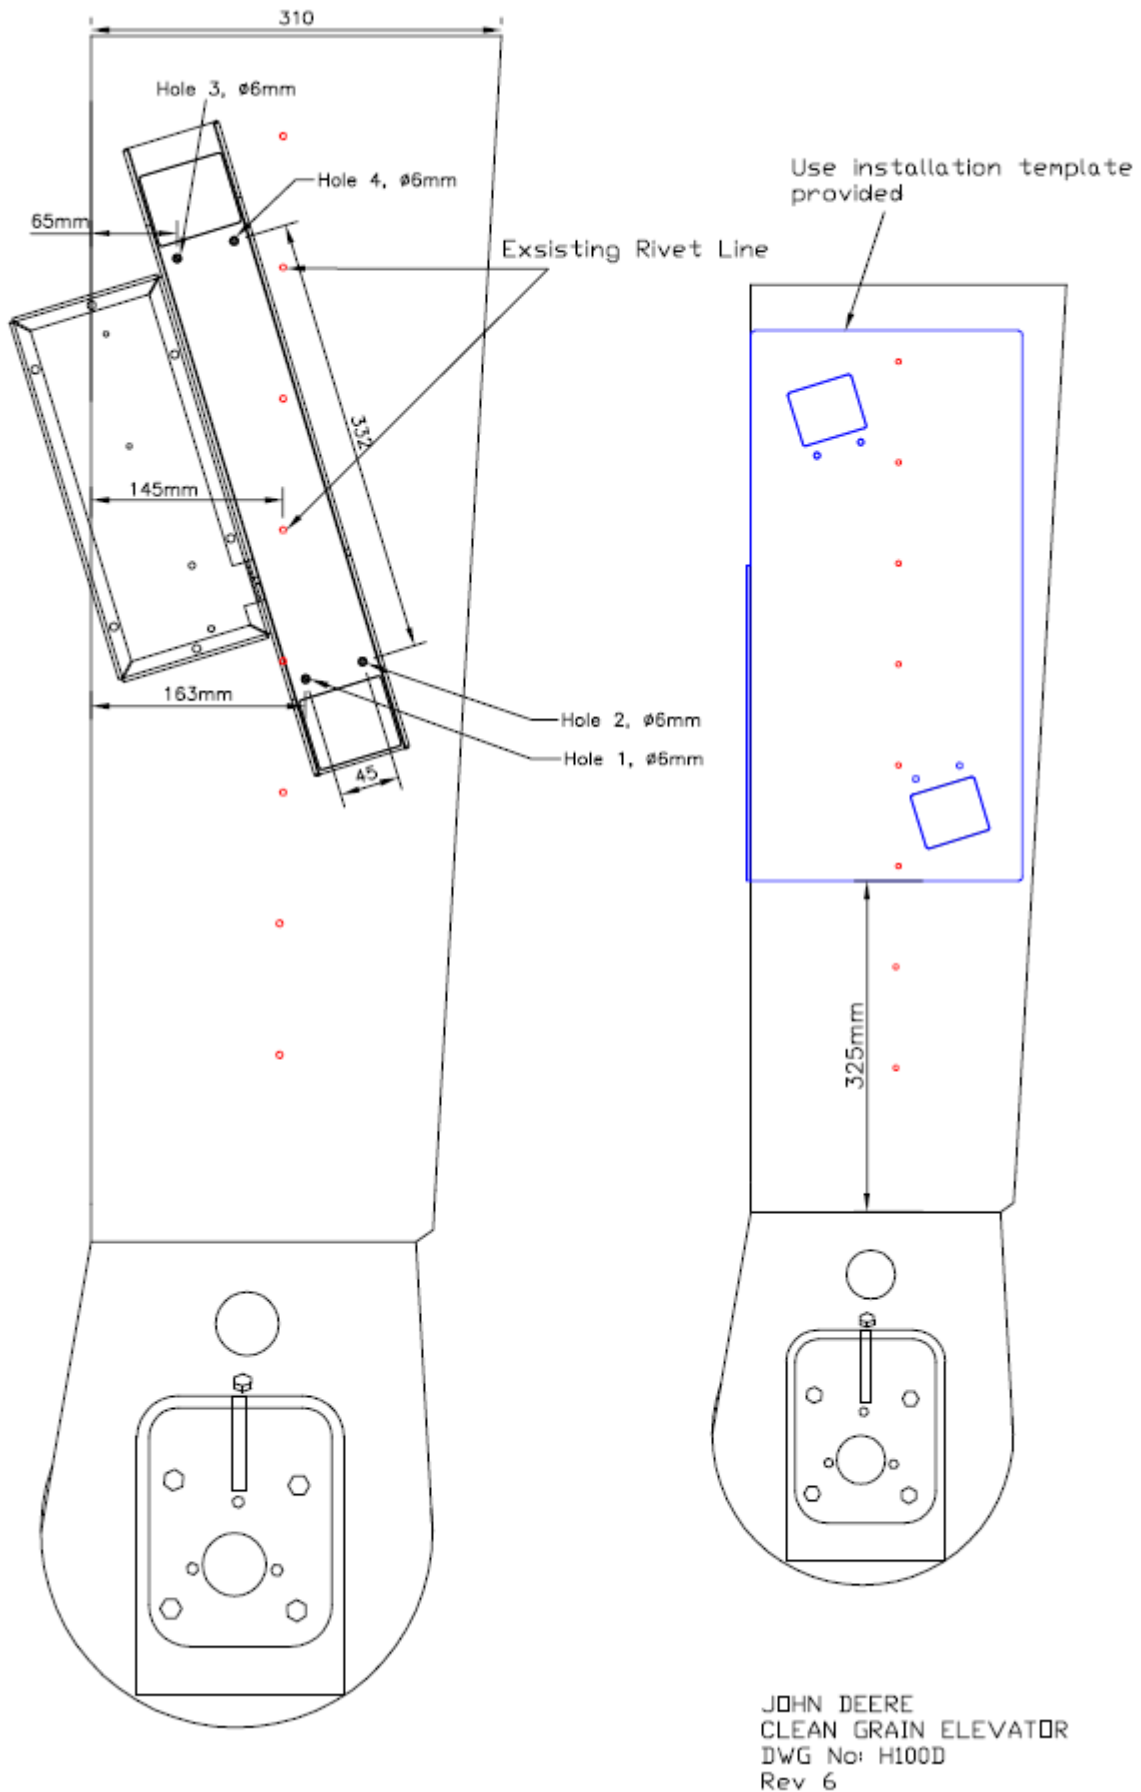 310
Hole 3, ø6mm
Hole 4, ø6mm
65mm
Exsisting Rivet Line
332
145mm
163mm
Hole 2, ø6mm
Hole 1, ø6mm
45
Use installation template
provided
325mm
JOHN DEERE
CLEAN GRAIN ELEVATOR
DWG No: H100D
Rev 6